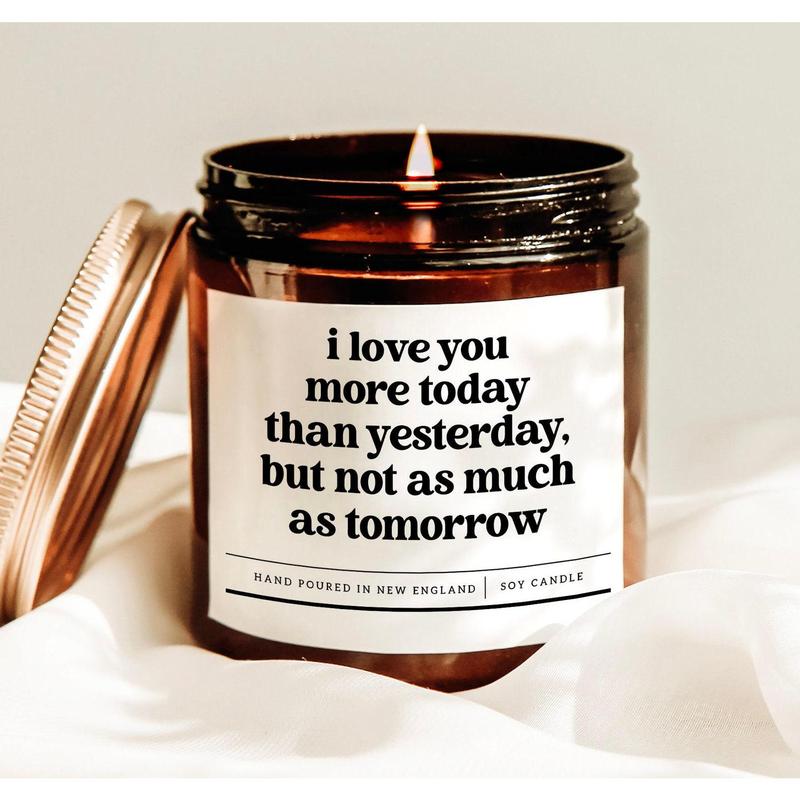 i love you
more today
than yesterday,
but not as much
as tomorrow
HAND POURED IN NEW ENGLAND | SOY CANDLE